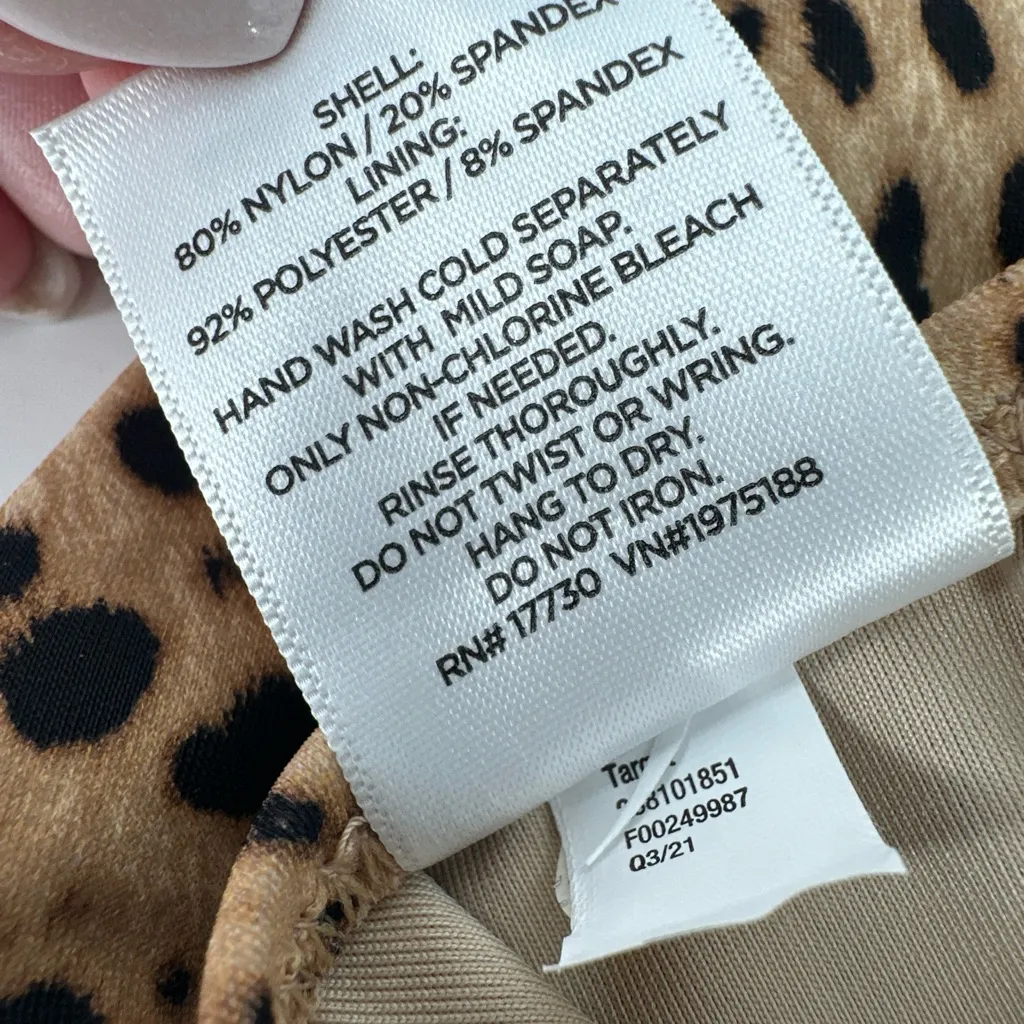 SHELL:
80% NYLON / 20% SPANDEX
LINING:
92% POLYESTER / 8% SPANDEX
HAND WASH COLD SEPARATELY
WITH MILD SOAP.
ONLY NON-CHLORINE BLEACH
IF NEEDED.
RINSE THOROUGHLY.
DO NOT TWIST OR WRING.
HANG TO DRY.
DO NOT IRON.
RN# 17730 VN#1975188
F00249987
Q3/21